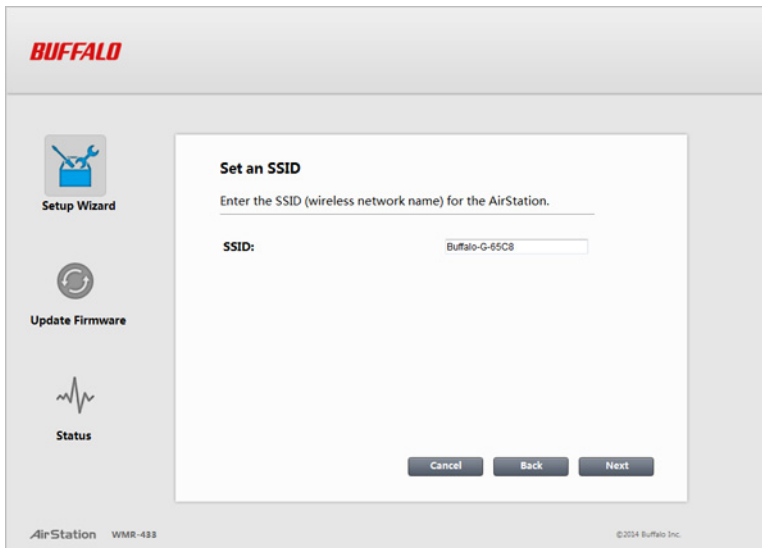 BUFFALO
Setup Wizard
Update Firmware
Status
Set an SSID
Enter the SSID (wireless network name) for the AirStation.
SSID: Buffalo-G-65C8
Cancel Back Next
AirStation WMR-433 ©2014 Buffalo Inc.